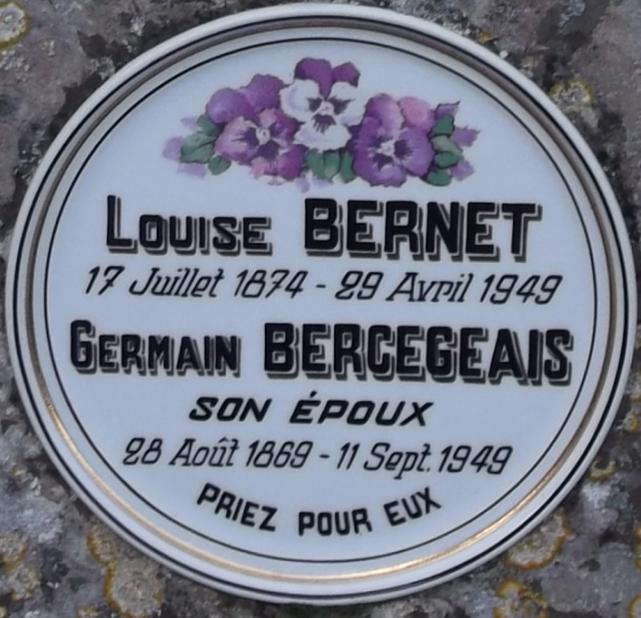 Louise BERNET
17 Juillet 1874 - 29 Avril 1949
GERMAIN BERCEGEAIS
SON ÉPOUX
28 Août 1869 - 11 Sept. 1949
PRIEZ POUR EUX